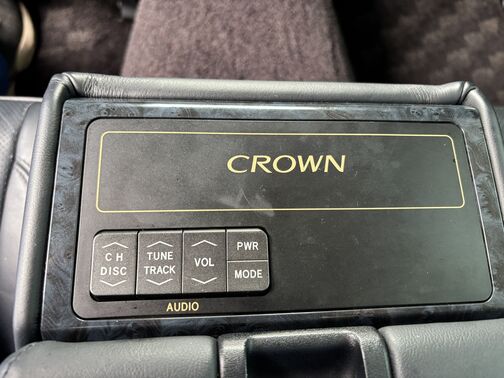 CROWN
CH
DISC
TUNE
TRACK
VOL
PWR
MODE
AUDIO